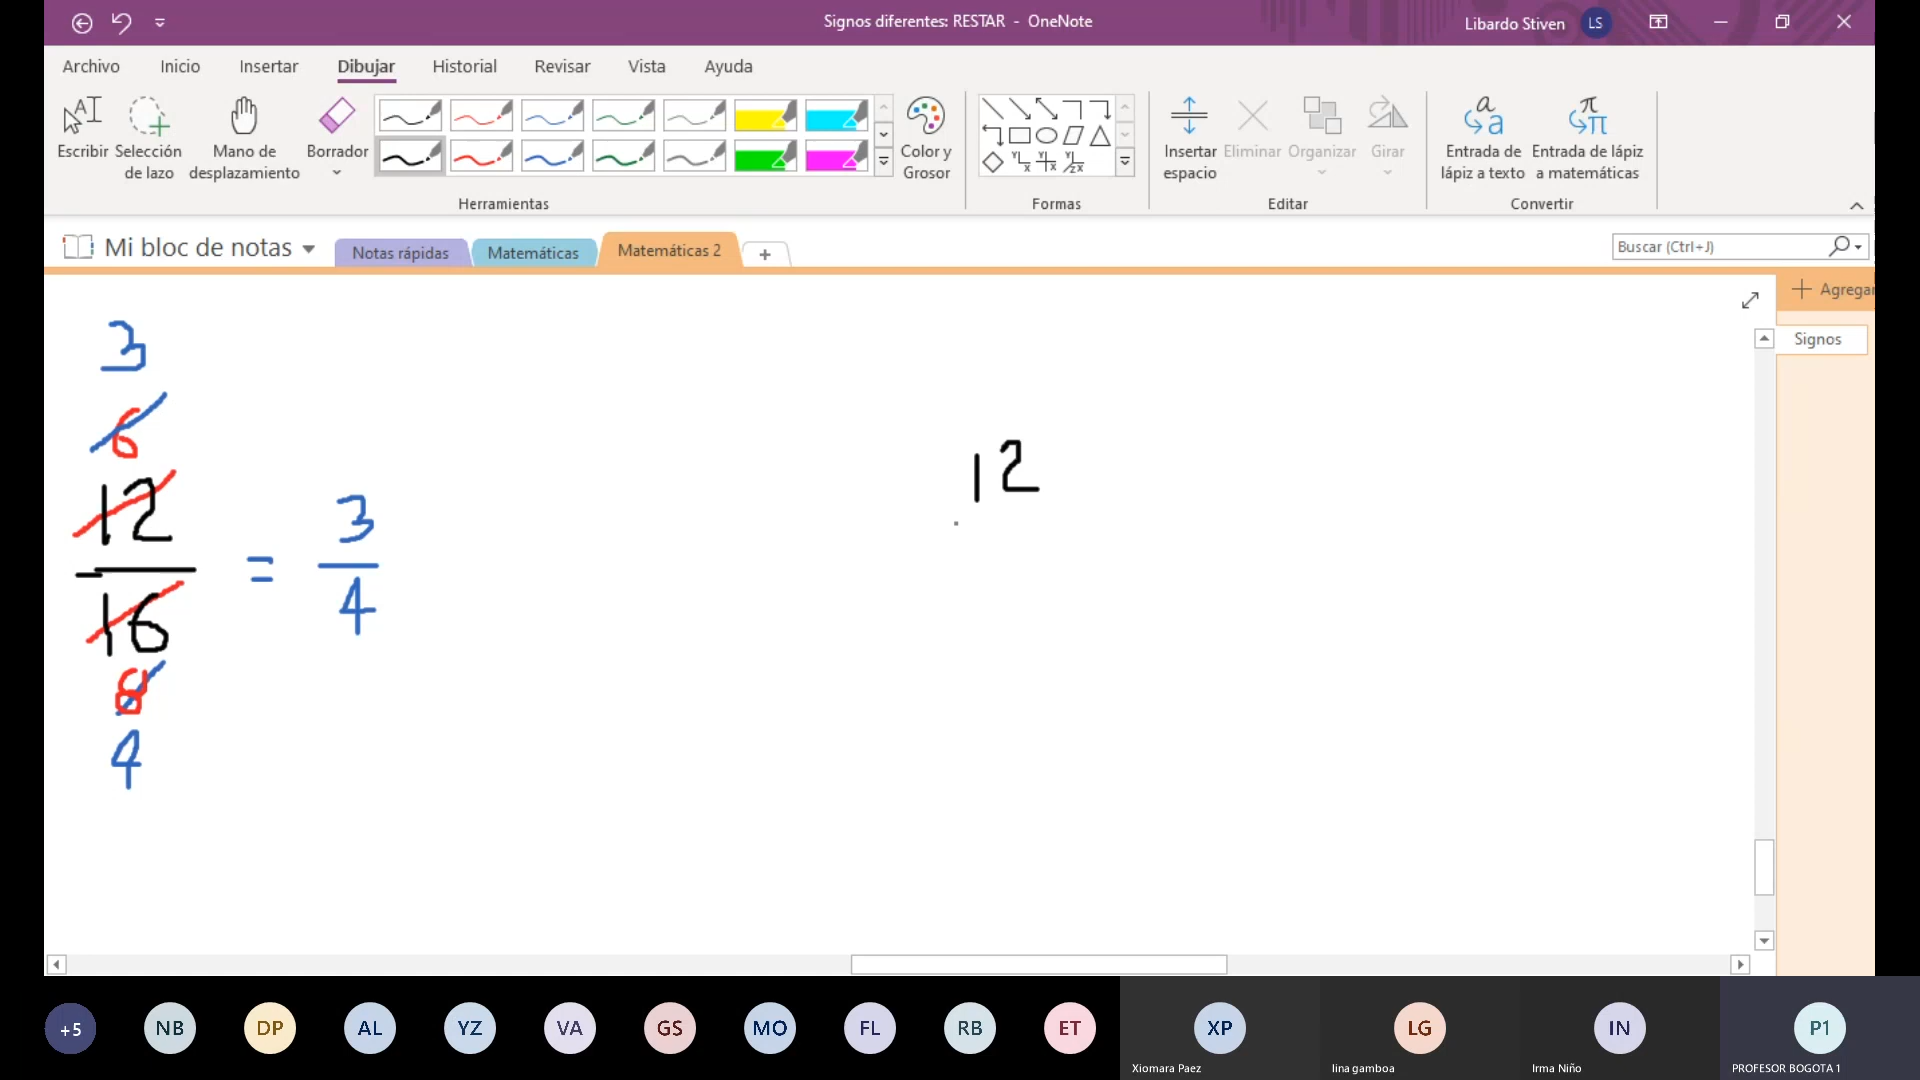 Signos diferentes: RESTAR - OneNote
Libardo Stiven LS
Archivo Inicio Insertar Dibujar Historial Revisar Vista Ayuda
Escribir
Selección de lazo
Mano de desplazamiento
Borrador
Color y Grosor
Insertar espacio
Eliminar
Organizar
Girar
Entrada de lápiz a texto
Entrada de lápiz a matemáticas
Herramientas Formas Editar Convertir
Mi bloc de notas
Notas rápidas
Matemáticas
Matemáticas 2
Buscar (Ctrl+J)
Agregar
Signos
3
6
12
16
8
4
=
3
4
12
+5 NB DP AL YZ VA GS MO FL RB ET XP LG IN P1
Xiomara Paez
lina gamboa
Irma Niño
PROFESOR BOGOTA 1